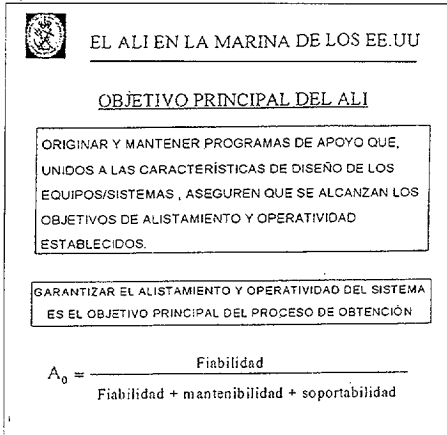 EL ALI EN LA MARINA DE LOS EE.UU
OBJETIVO PRINCIPAL DEL ALI
ORIGINAR Y MANTENER PROGRAMAS DE APOYO QUE,
UNIDOS A LAS CARACTERÍSTICAS DE DISEÑO DE LOS
EQUIPOS/SISTEMAS , ASEGUREN QUE SE ALCANZAN LOS
OBJETIVOS DE ALISTAMIENTO Y OPERATIVIDAD
ESTABLECIDOS.
GARANTIZAR EL ALISTAMIENTO Y OPERATIVIDAD DEL SISTEMA
ES EL OBJETIVO PRINCIPAL DEL PROCESO DE OBTENCIÓN
A₀ = Fiabilidad
Fiabilidad + mantenibilidad + soportabilidad